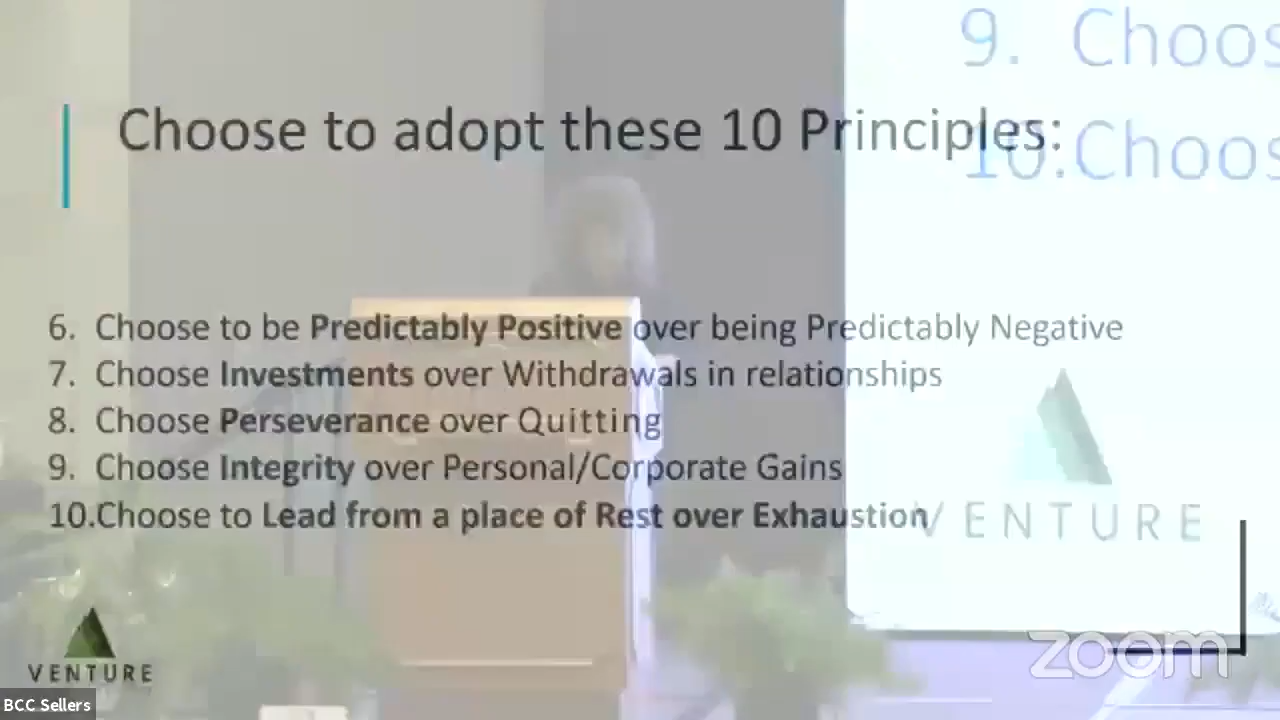 9. Choos
Choose to adopt these 10 Principles:
10.Choos
6. Choose to be Predictably Positive over being Predictably Negative
7. Choose Investments over Withdrawals in relationships
8. Choose Perseverance over Quitting
9. Choose Integrity over Personal/Corporate Gains
10.Choose to Lead from a place of Rest over Exhaustion
VENTURE
VENTURE
zoom
BCC Sellers